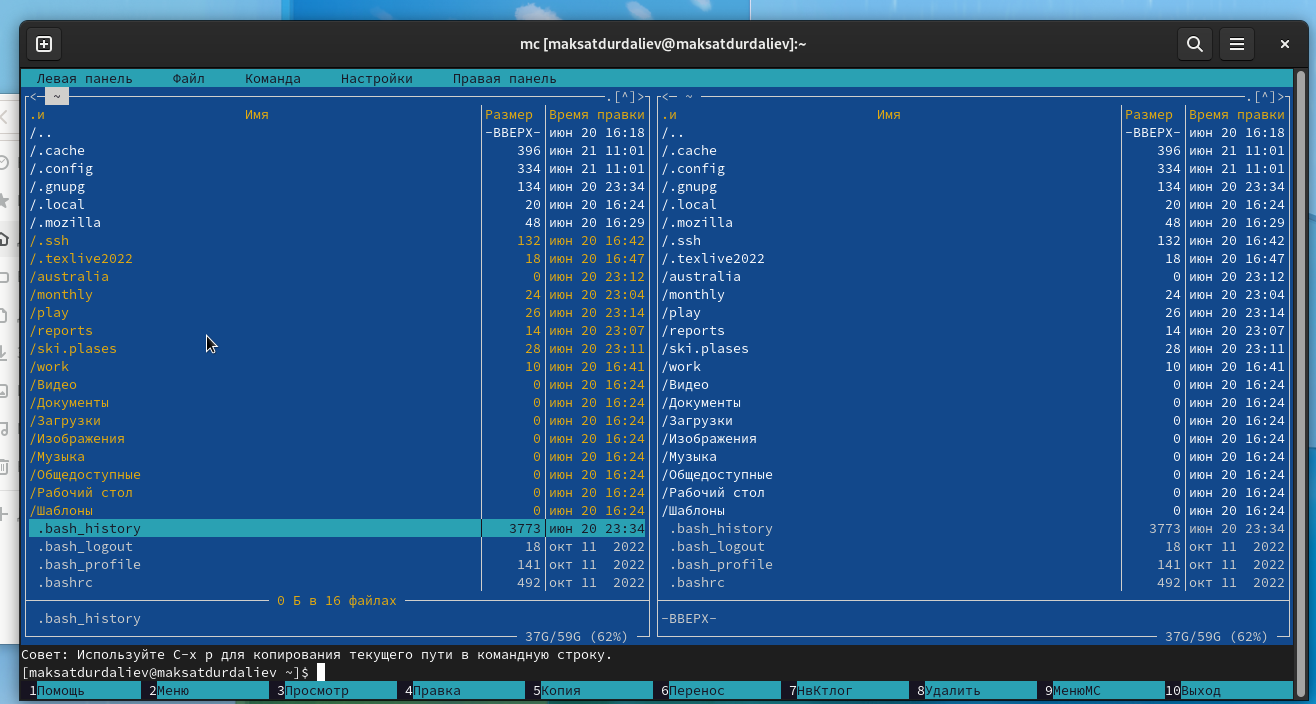 mc [maksatdurdaliev@maksatdurdaliev]:~
Левая панель Файл Команда Настройки Правая панель
<─ ~ .[^]> <─ ~ .[^]>
.и Имя Размер Время правки .и Имя Размер Время правки
/.. -ВВЕРХ- июн 20 16:18 /.. -ВВЕРХ- июн 20 16:18
/.cache 396 июн 21 11:01 /.cache 396 июн 21 11:01
/.config 334 июн 21 11:01 /.config 334 июн 21 11:01
/.gnupg 134 июн 20 23:34 /.gnupg 134 июн 20 23:34
/.local 20 июн 20 16:24 /.local 20 июн 20 16:24
/.mozilla 48 июн 20 16:29 /.mozilla 48 июн 20 16:29
/.ssh 132 июн 20 16:42 /.ssh 132 июн 20 16:42
/.texlive2022 18 июн 20 16:47 /.texlive2022 18 июн 20 16:47
/australia 0 июн 20 23:12 /australia 0 июн 20 23:12
/monthly 24 июн 20 23:04 /monthly 24 июн 20 23:04
/play 26 июн 20 23:14 /play 26 июн 20 23:14
/reports 14 июн 20 23:07 /reports 14 июн 20 23:07
/ski.plases 28 июн 20 23:11 /ski.plases 28 июн 20 23:11
/work 10 июн 20 16:41 /work 10 июн 20 16:41
/Видео 0 июн 20 16:24 /Видео 0 июн 20 16:24
/Документы 0 июн 20 16:24 /Документы 0 июн 20 16:24
/Загрузки 0 июн 20 16:24 /Загрузки 0 июн 20 16:24
/Изображения 0 июн 20 16:24 /Изображения 0 июн 20 16:24
/Музыка 0 июн 20 16:24 /Музыка 0 июн 20 16:24
/Общедоступные 0 июн 20 16:24 /Общедоступные 0 июн 20 16:24
/Рабочий стол 0 июн 20 16:24 /Рабочий стол 0 июн 20 16:24
/Шаблоны 0 июн 20 16:24 /Шаблоны 0 июн 20 16:24
.bash_history 3773 июн 20 23:34 .bash_history 3773 июн 20 23:34
.bash_logout 18 окт 11 2022 .bash_logout 18 окт 11 2022
.bash_profile 141 окт 11 2022 .bash_profile 141 окт 11 2022
.bashrc 492 окт 11 2022 .bashrc 492 окт 11 2022
0 Б в 16 файлах
.bash_history -ВВЕРХ-
37G/59G (62%) 37G/59G (62%)
Совет: Используйте C-x p для копирования текущего пути в командную строку.
[maksatdurdaliev@maksatdurdaliev ~]$
1Помощь 2Меню 3Просмотр 4Правка 5Копия 6Перенос 7НвКтлог 8Удалить 9МенюMC 10Выход